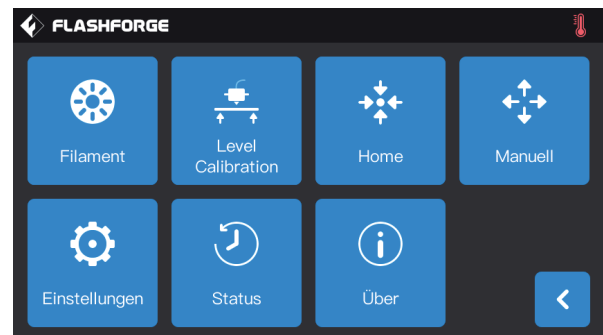 FLASHFORGE
Filament
Level
Calibration
Home
Manuell
Einstellungen
Status
Über